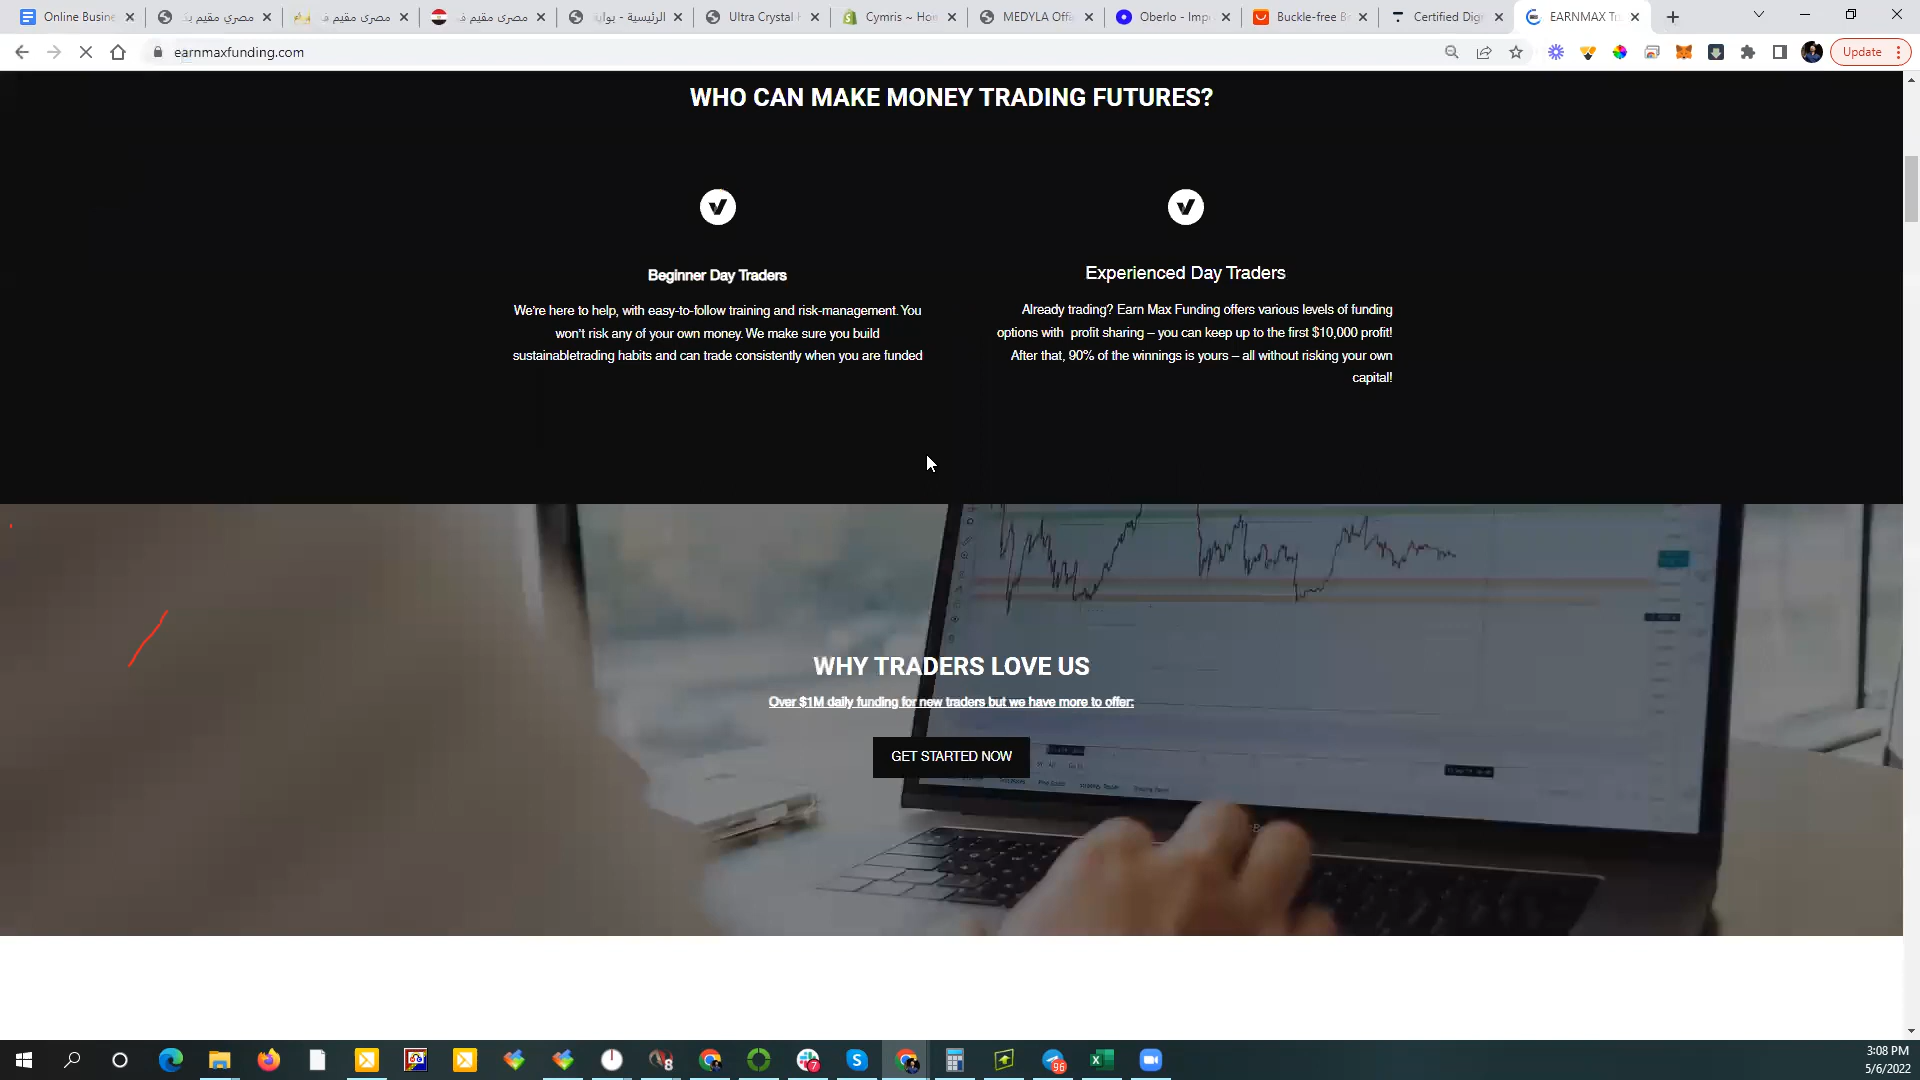 Online Busine
مصري مقيم بك
مصرى مقيم ف
مصرى مقيم ف
الرئيسية - بوابة
Ultra Crystal H
Cymris ~ Hom
MEDYLA Offi
Oberlo - Imp
Buckle-free B
Certified Digi
EARNMAX Tr
earnmaxfunding.com
Update
WHO CAN MAKE MONEY TRADING FUTURES?
Beginner Day Traders
We're here to help, with easy-to-follow training and risk-management. You
won't risk any of your own money. We make sure you build
sustainabletrading habits and can trade consistently when you are funded
Experienced Day Traders
Already trading? Earn Max Funding offers various levels of funding
options with profit sharing – you can keep up to the first $10,000 profit!
After that, 90% of the winnings is yours – all without risking your own
capital!
WHY TRADERS LOVE US
Over $1M daily funding for new traders but we have more to offer:
GET STARTED NOW
7
96
3:08 PM
5/6/2022